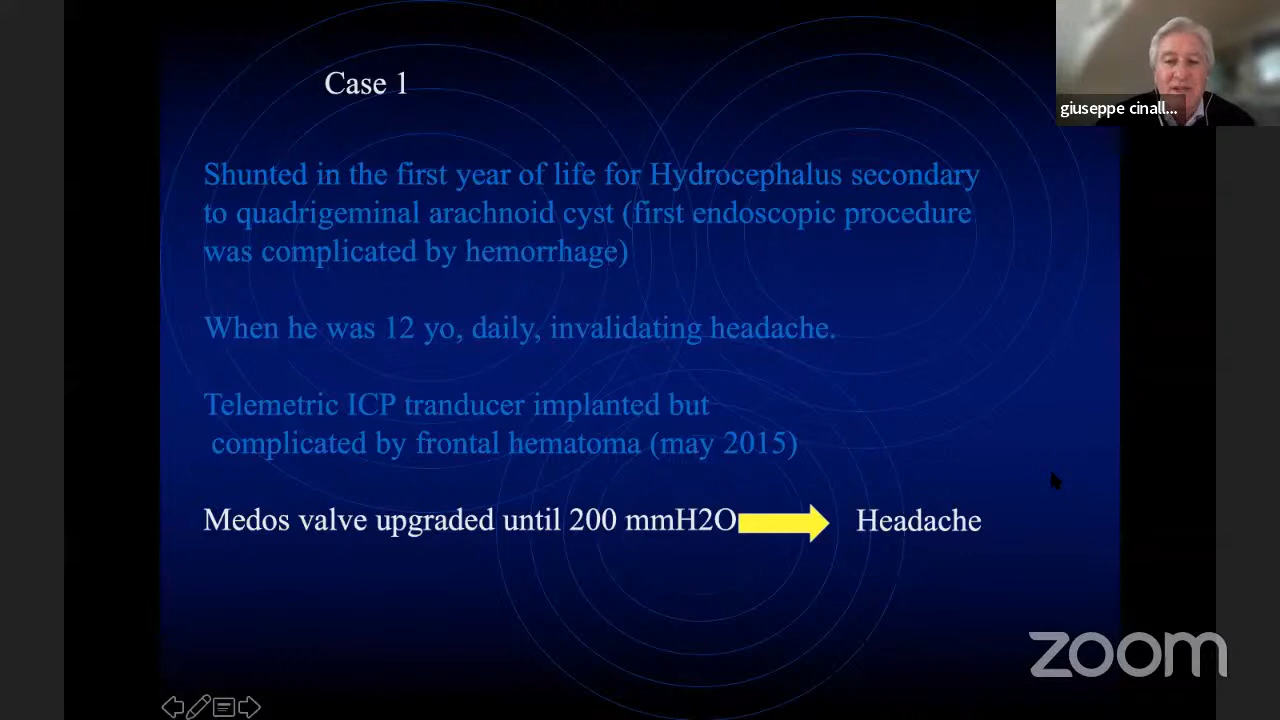 Case 1
giuseppe cinall...
Shunted in the first year of life for Hydrocephalus secondary
to quadrigeminal arachnoid cyst (first endoscopic procedure
was complicated by hemorrhage)
When he was 12 yo, daily, invalidating headache.
Telemetric ICP tranducer implanted but
complicated by frontal hematoma (may 2015)
Medos valve upgraded until 200 mmH2O Headache
zoom